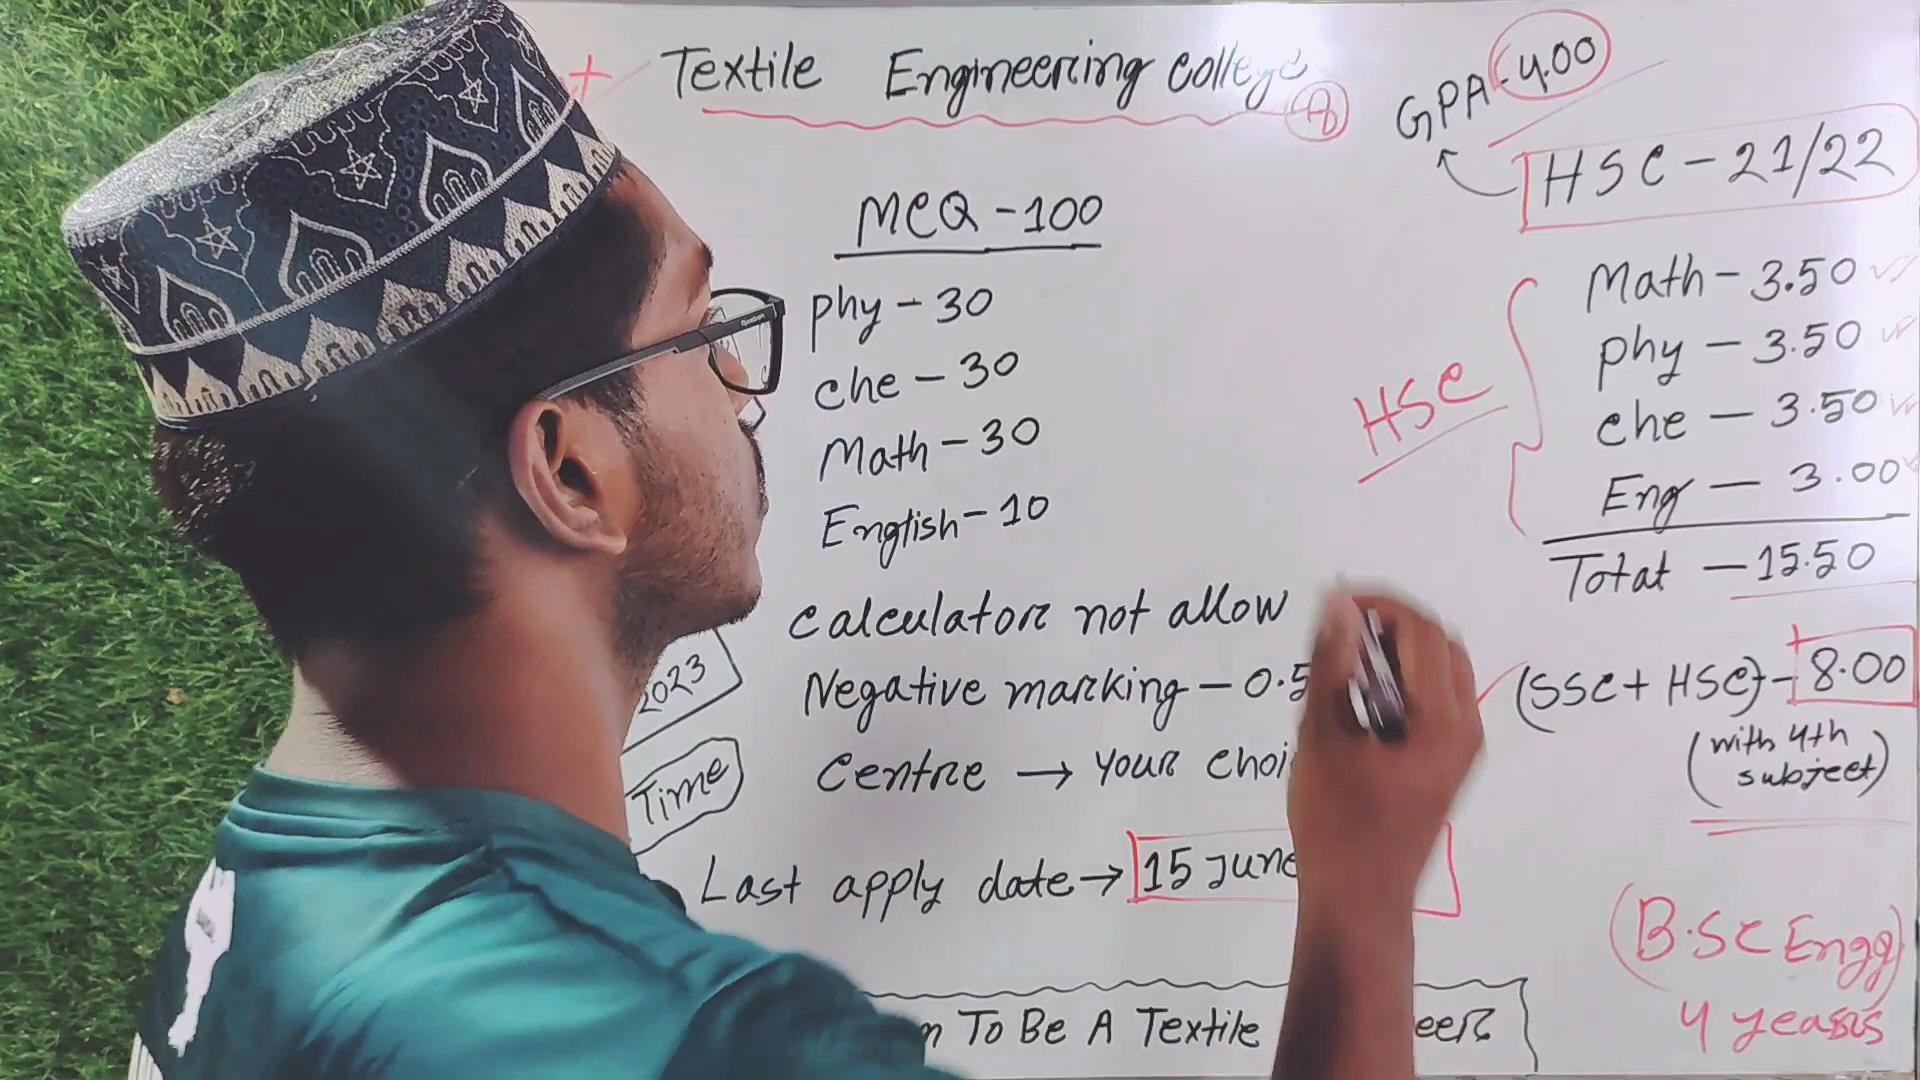 Textile Engineering college
8
MCQ - 100
phy - 30
che - 30
Math - 30
English - 10
calculator not allow
Negative marking - 0.5
centre → your choi
Last apply date → 15 June
2023
Time
To Be A Textile eer
GPA - 4.00
HSC - 21/22
HSC
Math - 3.50
phy - 3.50
che - 3.50
Eng - 3.00
Total - 15.50
(SSC + HSC) - 8.00
(with 4th
subject)
(B.SC Engg)
4 years